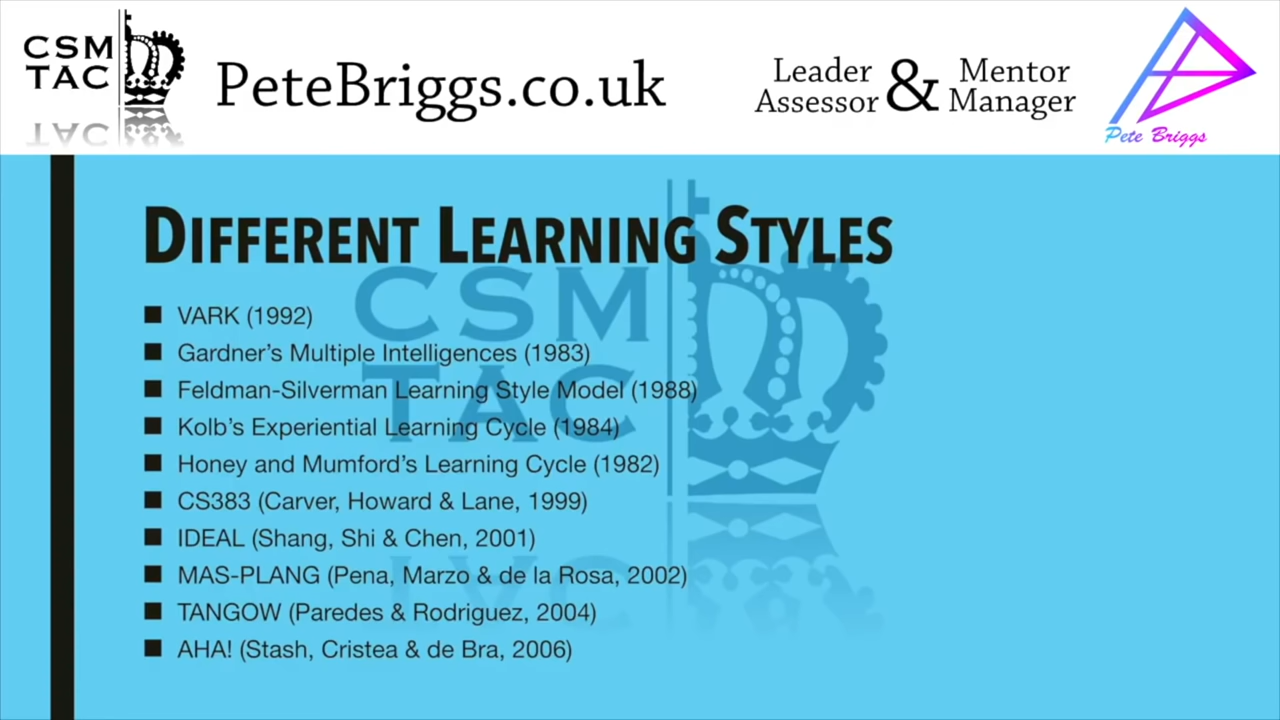 CSM
TAC
PeteBriggs.co.uk
Leader
Assessor
&
Mentor
Manager
Pete Briggs
DIFFERENT LEARNING STYLES
CSM
TAC
■ VARK (1992)
■ Gardner’s Multiple Intelligences (1983)
■ Feldman-Silverman Learning Style Model (1988)
■ Kolb’s Experiential Learning Cycle (1984)
■ Honey and Mumford’s Learning Cycle (1982)
■ CS383 (Carver, Howard & Lane, 1999)
■ IDEAL (Shang, Shi & Chen, 2001)
■ MAS-PLANG (Pena, Marzo & de la Rosa, 2002)
■ TANGOW (Paredes & Rodriguez, 2004)
■ AHA! (Stash, Cristea & de Bra, 2006)